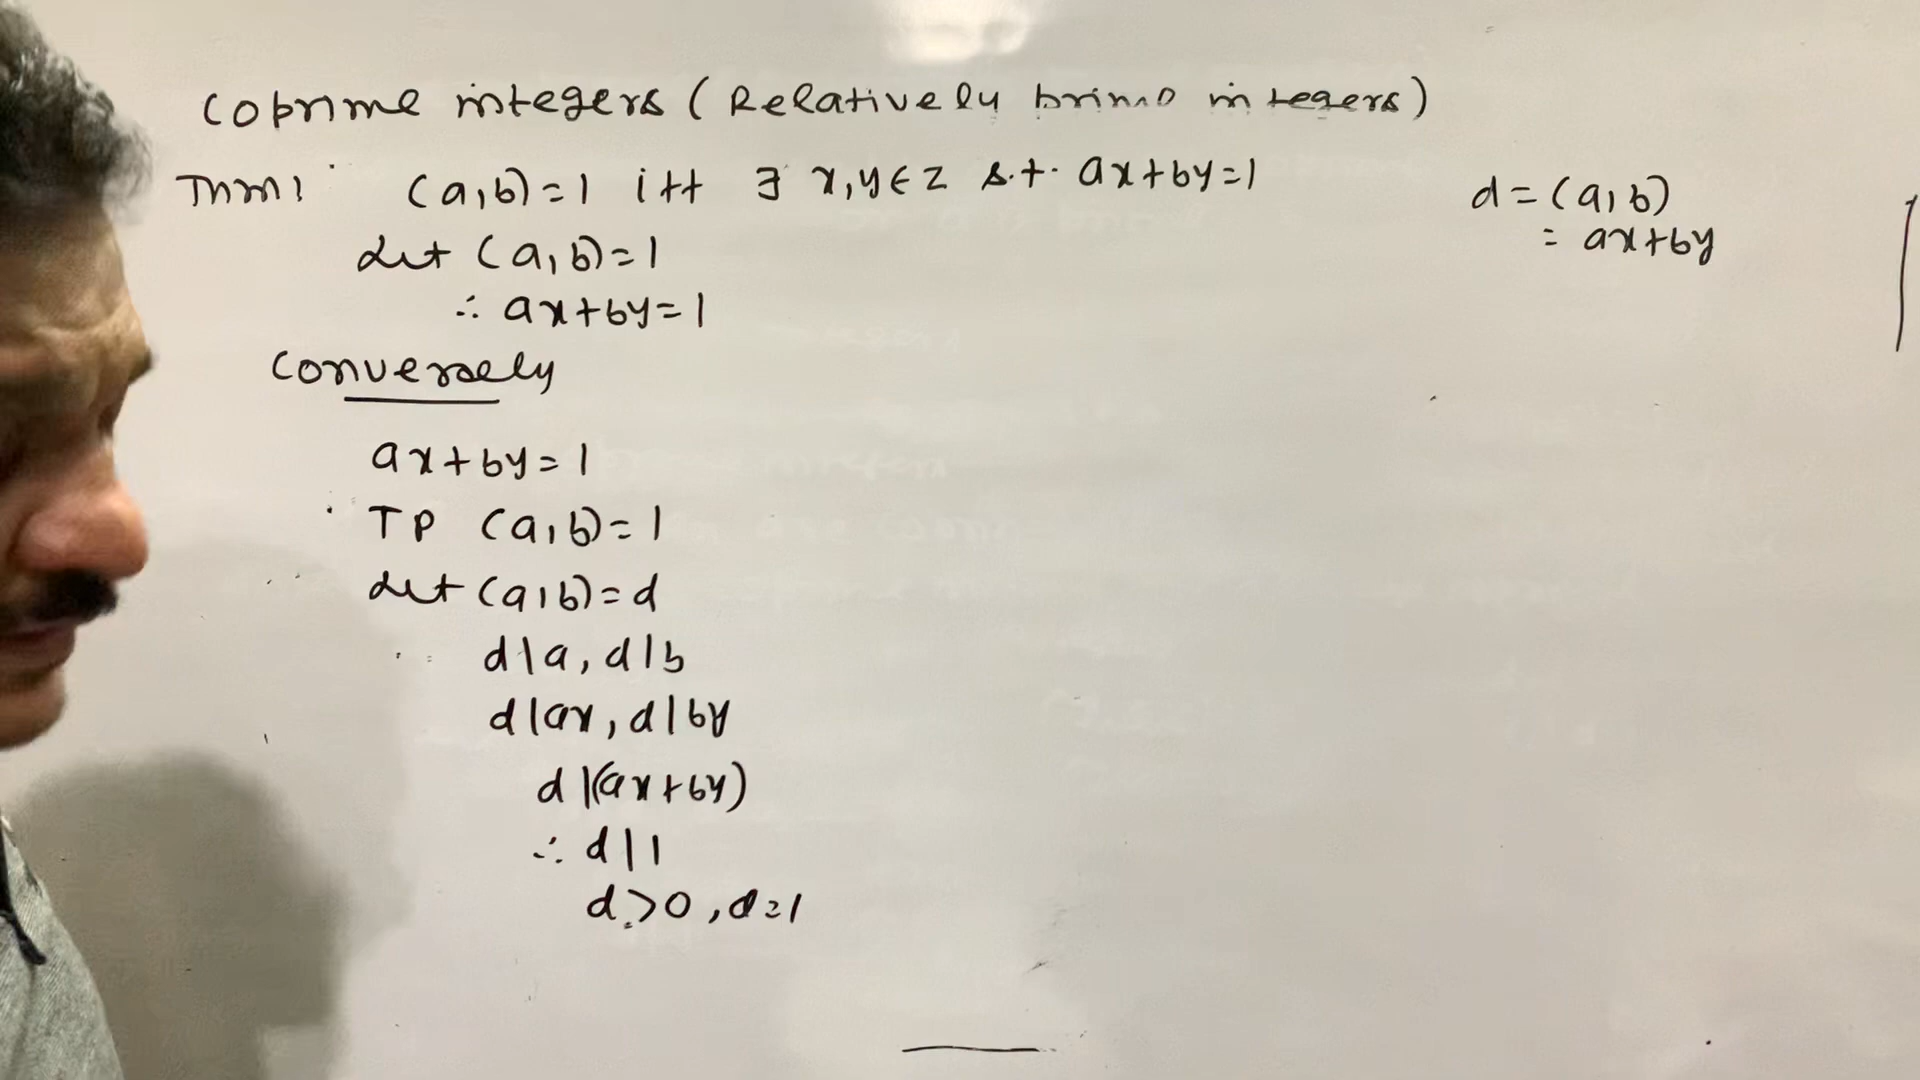 Coprime integers (Relatively prime integers)
Thm: (a,b)=1 iff ∃ x,y∈Z s.t. ax+by=1
d=(a,b)
= ax+by
Let (a,b)=1
∴ ax+by=1
Conversely
ax+by=1
TP (a,b)=1
Let (a,b)=d
d|a, d|b
d|ax, d|by
d|(ax+by)
∴ d|1
d>0, d=1